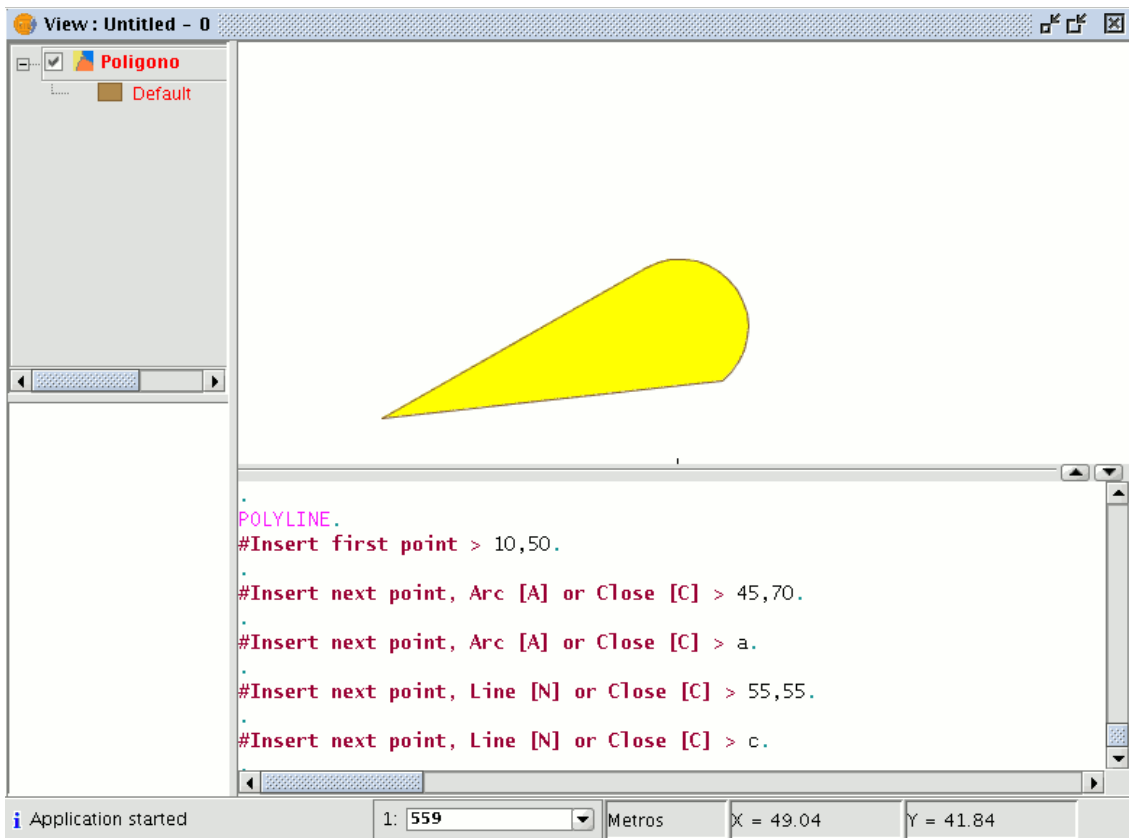 View : Untitled - 0
Poligono
Default
.
POLYLINE.
#Insert first point > 10,50.
.
#Insert next point, Arc [A] or Close [C] > 45,70.
.
#Insert next point, Arc [A] or Close [C] > a.
.
#Insert next point, Line [N] or Close [C] > 55,55.
.
#Insert next point, Line [N] or Close [C] > c.
.
Application started 1: 559 Metros X = 49.04 Y = 41.84